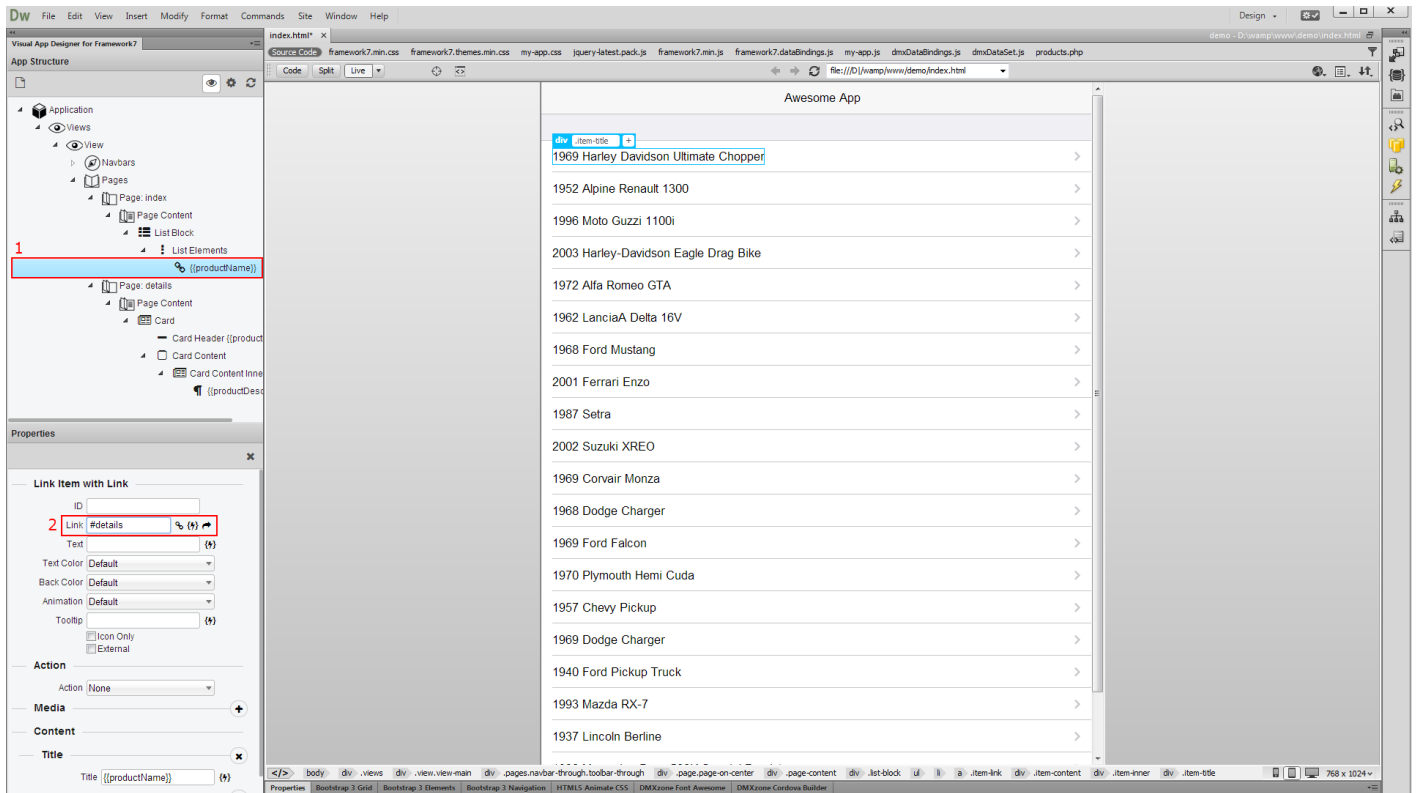 Dw File Edit View Insert Modify Format Commands Site Window Help Design
Visual App Designer for Framework7
index.html* x
demo - D:\wamp\www\demo\index.html
App Structure
Source Code framework7.min.css framework7.themes.min.css my-app.css jquery-latest.pack.js framework7.min.js framework7.dataBindings.js my-app.js dmxDataBindings.js dmxDataSet.js products.php
Code Split Live file:///D|/wamp/www/demo/index.html
Application
Views
View
Navbars
Pages
Page: index
Page Content
List Block
1
List Elements
{{productName}}
Page: details
Page Content
Card
Card Header {{product
Card Content
Card Content Inne
{{productDesc
Properties
Link Item with Link
ID
2 Link #details
Text
Text Color Default
Back Color Default
Animation Default
Tooltip
Icon Only
External
Action
Action None
Media
Content
Title
Title {{productName}}
Awesome App
div .item-title +
1969 Harley Davidson Ultimate Chopper
1952 Alpine Renault 1300
1996 Moto Guzzi 1100i
2003 Harley-Davidson Eagle Drag Bike
1972 Alfa Romeo GTA
1962 LanciaA Delta 16V
1968 Ford Mustang
2001 Ferrari Enzo
1987 Setra
2002 Suzuki XREO
1969 Corvair Monza
1968 Dodge Charger
1969 Ford Falcon
1970 Plymouth Hemi Cuda
1957 Chevy Pickup
1969 Dodge Charger
1940 Ford Pickup Truck
1993 Mazda RX-7
1937 Lincoln Berline
</> body div .views div .view.view-main div .pages.navbar-through.toolbar-through div .page.page-on-center div .page-content div .list-block ul li a .item-link div .item-content div .item-inner div .item-title 768 x 1024
Properties Bootstrap 3 Grid Bootstrap 3 Elements Bootstrap 3 Navigation HTML5 Animate CSS DMXzone Font Awesome DMXzone Cordova Builder